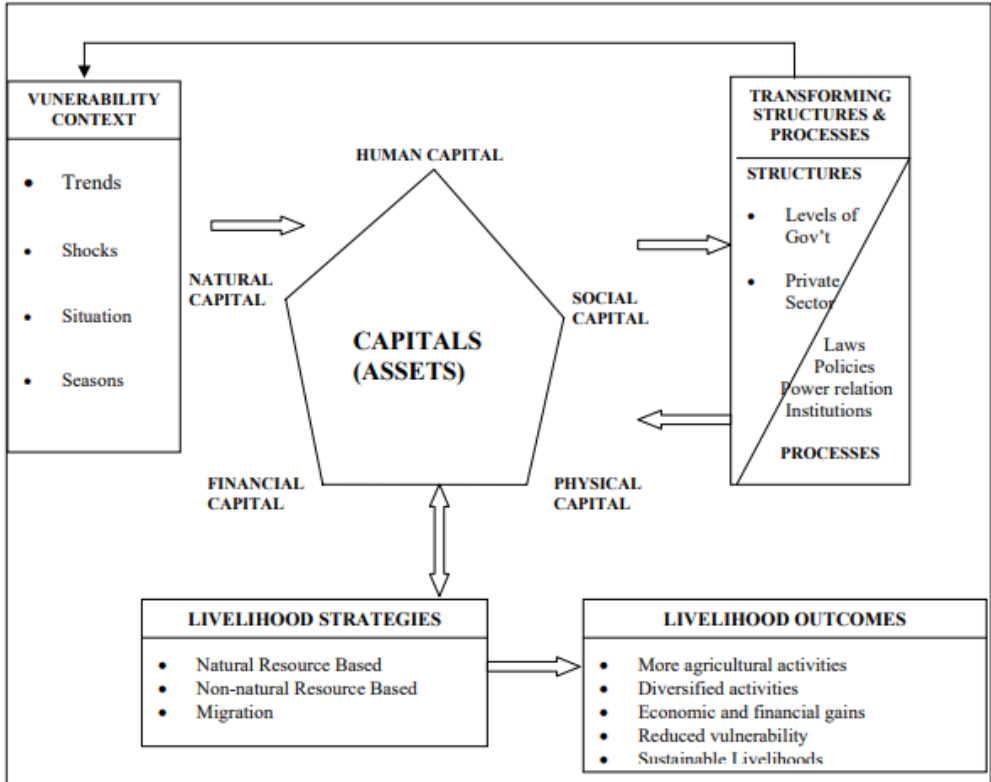 VUNERABILITY
CONTEXT
• Trends
• Shocks
• Situation
• Seasons
HUMAN CAPITAL
NATURAL
CAPITAL
SOCIAL
CAPITAL
CAPITALS
(ASSETS)
FINANCIAL
CAPITAL
PHYSICAL
CAPITAL
TRANSFORMING
STRUCTURES &
PROCESSES
STRUCTURES
• Levels of
Gov't
• Private
Sector
Laws
Policies
Power relation
Institutions
PROCESSES
LIVELIHOOD STRATEGIES
• Natural Resource Based
• Non-natural Resource Based
• Migration
LIVELIHOOD OUTCOMES
• More agricultural activities
• Diversified activities
• Economic and financial gains
• Reduced vulnerability
• Sustainable Livelihoods